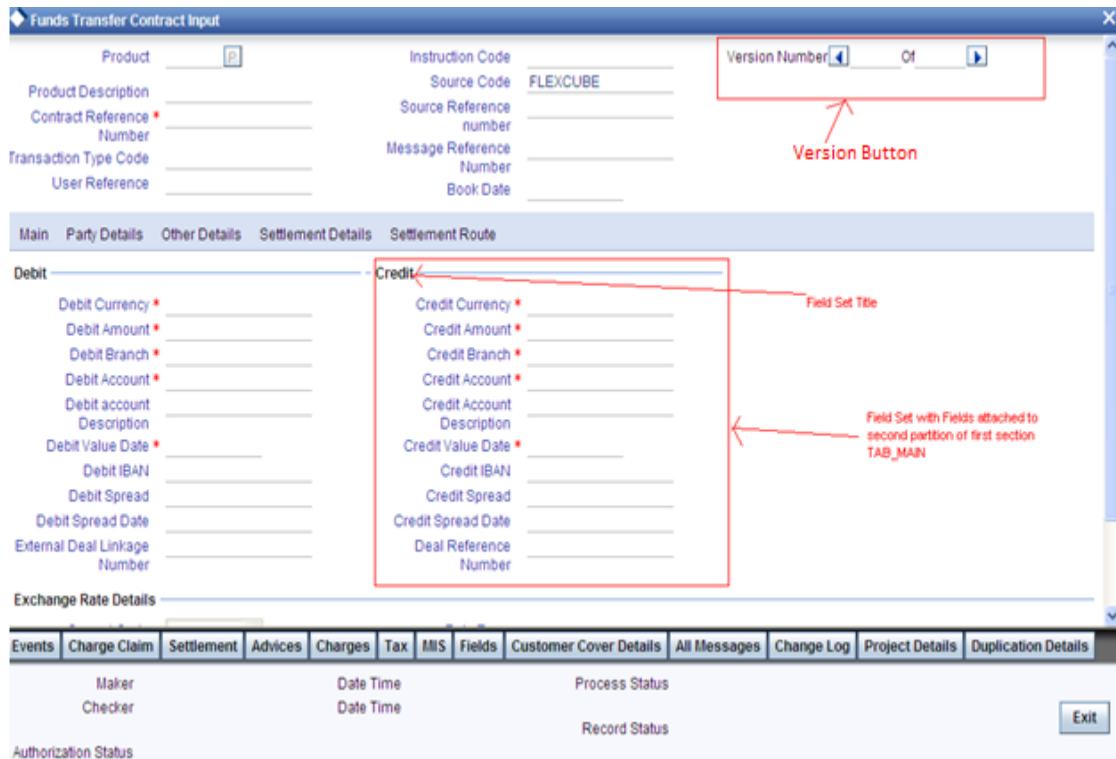 Funds Transfer Contract Input
Product P
Product Description
Contract Reference *
Number
Transaction Type Code
User Reference
Instruction Code
Source Code FLEXCUBE
Source Reference
number
Message Reference
Number
Book Date
Version Number Of
Version Button
Main Party Details Other Details Settlement Details Settlement Route
Debit
Debit Currency *
Debit Amount *
Debit Branch *
Debit Account *
Debit account
Description
Debit Value Date *
Debit IBAN
Debit Spread
Debit Spread Date
External Deal Linkage
Number
Credit
Credit Currency *
Credit Amount *
Credit Branch *
Credit Account *
Credit Account
Description
Credit Value Date *
Credit IBAN
Credit Spread
Credit Spread Date
Deal Reference
Number
Field Set Title
Field Set with Fields attached to
second partition of first section
TAB_MAIN
Exchange Rate Details
Events Charge Claim Settlement Advices Charges Tax MIS Fields Customer Cover Details All Messages Change Log Project Details Duplication Details
Maker Date Time Process Status
Checker Date Time
Record Status
Exit
Authorization Status